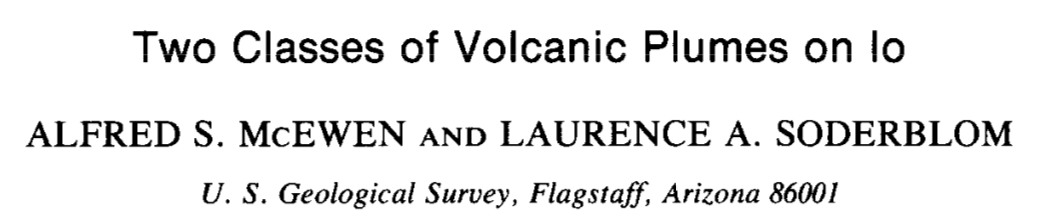 Two Classes of Volcanic Plumes on Io
ALFRED S. McEWEN AND LAURENCE A. SODERBLOM
U. S. Geological Survey, Flagstaff, Arizona 86001